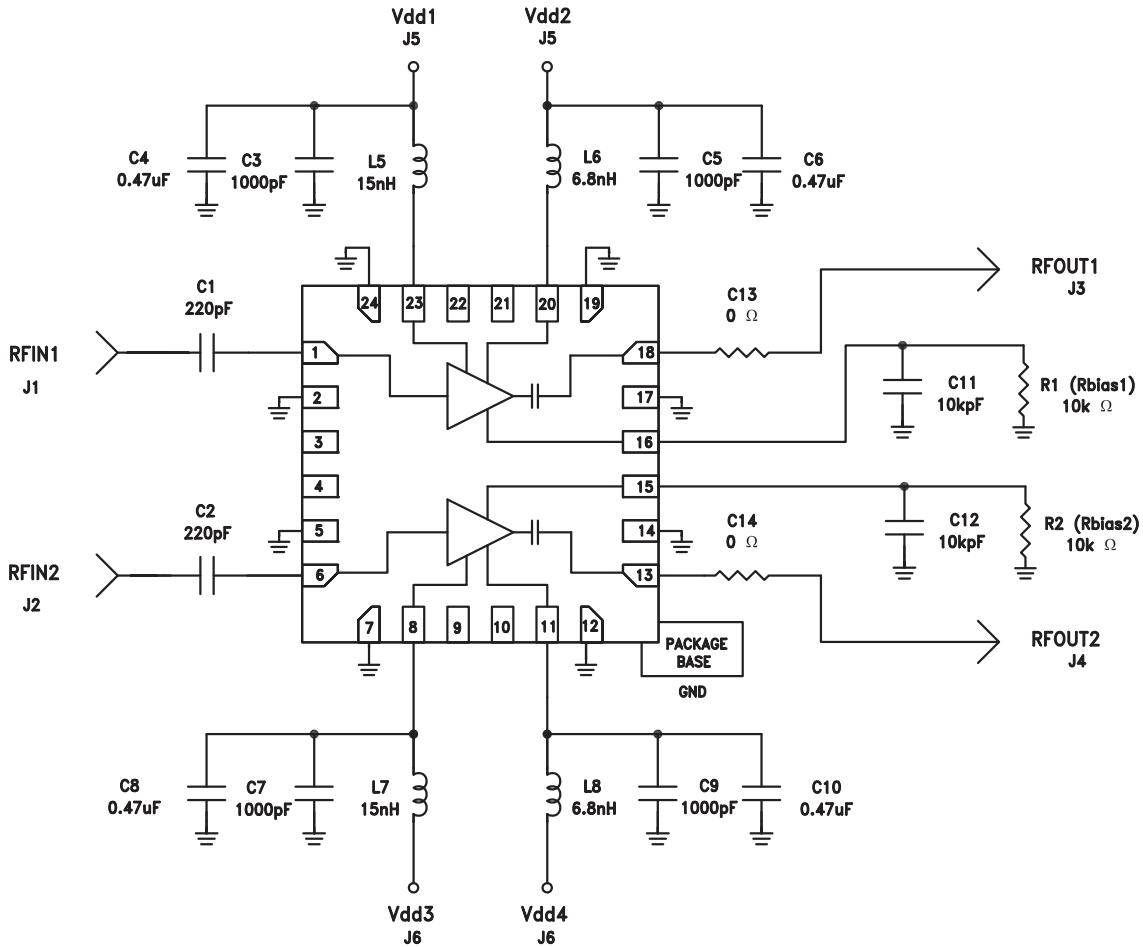 Vdd1
J5
Vdd2
J5
C4
0.47uF
C3
1000pF
L5
15nH
L6
6.8nH
C5
1000pF
C6
0.47uF
C1
220pF
24
23
22
21
20
19
C13
0 Ω
RFOUT1
J3
RFIN1
J1
1
18
2
17
3
16
C11
10kpF
R1 (Rbias1)
10k Ω
4
15
5
14
6
13
C2
220pF
C14
0 Ω
C12
10kpF
R2 (Rbias2)
10k Ω
RFIN2
J2
7
8
9
10
11
12
PACKAGE
BASE
GND
RFOUT2
J4
C8
0.47uF
C7
1000pF
L7
15nH
L8
6.8nH
C9
1000pF
C10
0.47uF
Vdd3
J6
Vdd4
J6